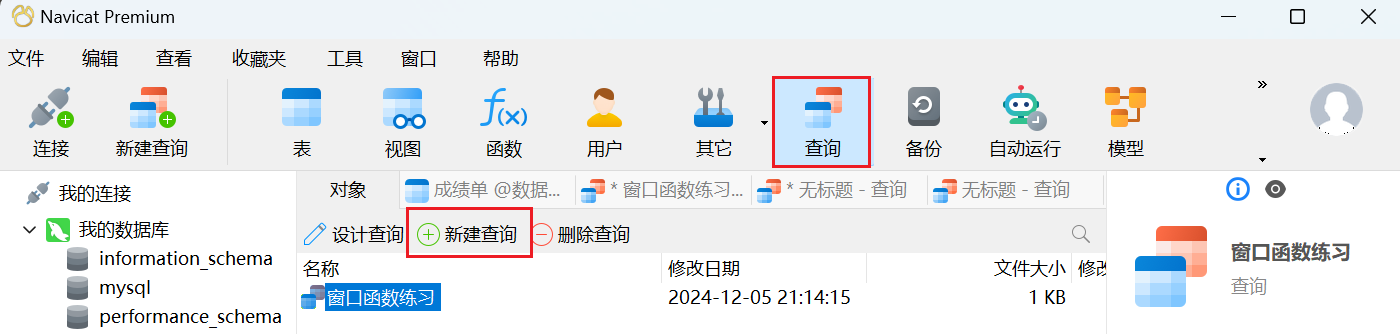 Navicat Premium
文件 编辑 查看 收藏夹 工具 窗口 帮助
连接 新建查询 表 视图 函数 用户 其它 查询 备份 自动运行 模型
f(x)
我的连接
对象 成绩单 @数据... * 窗口函数练习... * 无标题 - 查询 无标题 - 查询
我的数据库
设计查询 新建查询 删除查询
information_schema
名称 修改日期 文件大小 修改
窗口函数练习
查询
mysql
窗口函数练习 2024-12-05 21:14:15 1 KB
performance_schema